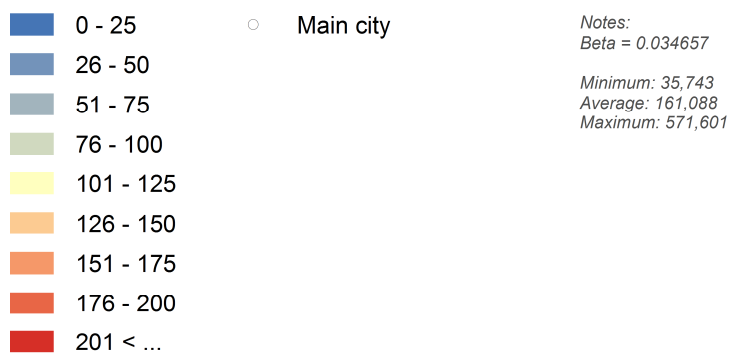 0 - 25
26 - 50
51 - 75
76 - 100
101 - 125
126 - 150
151 - 175
176 - 200
201 < ...
Main city
Notes:
Beta = 0.034657
Minimum: 35,743
Average: 161,088
Maximum: 571,601